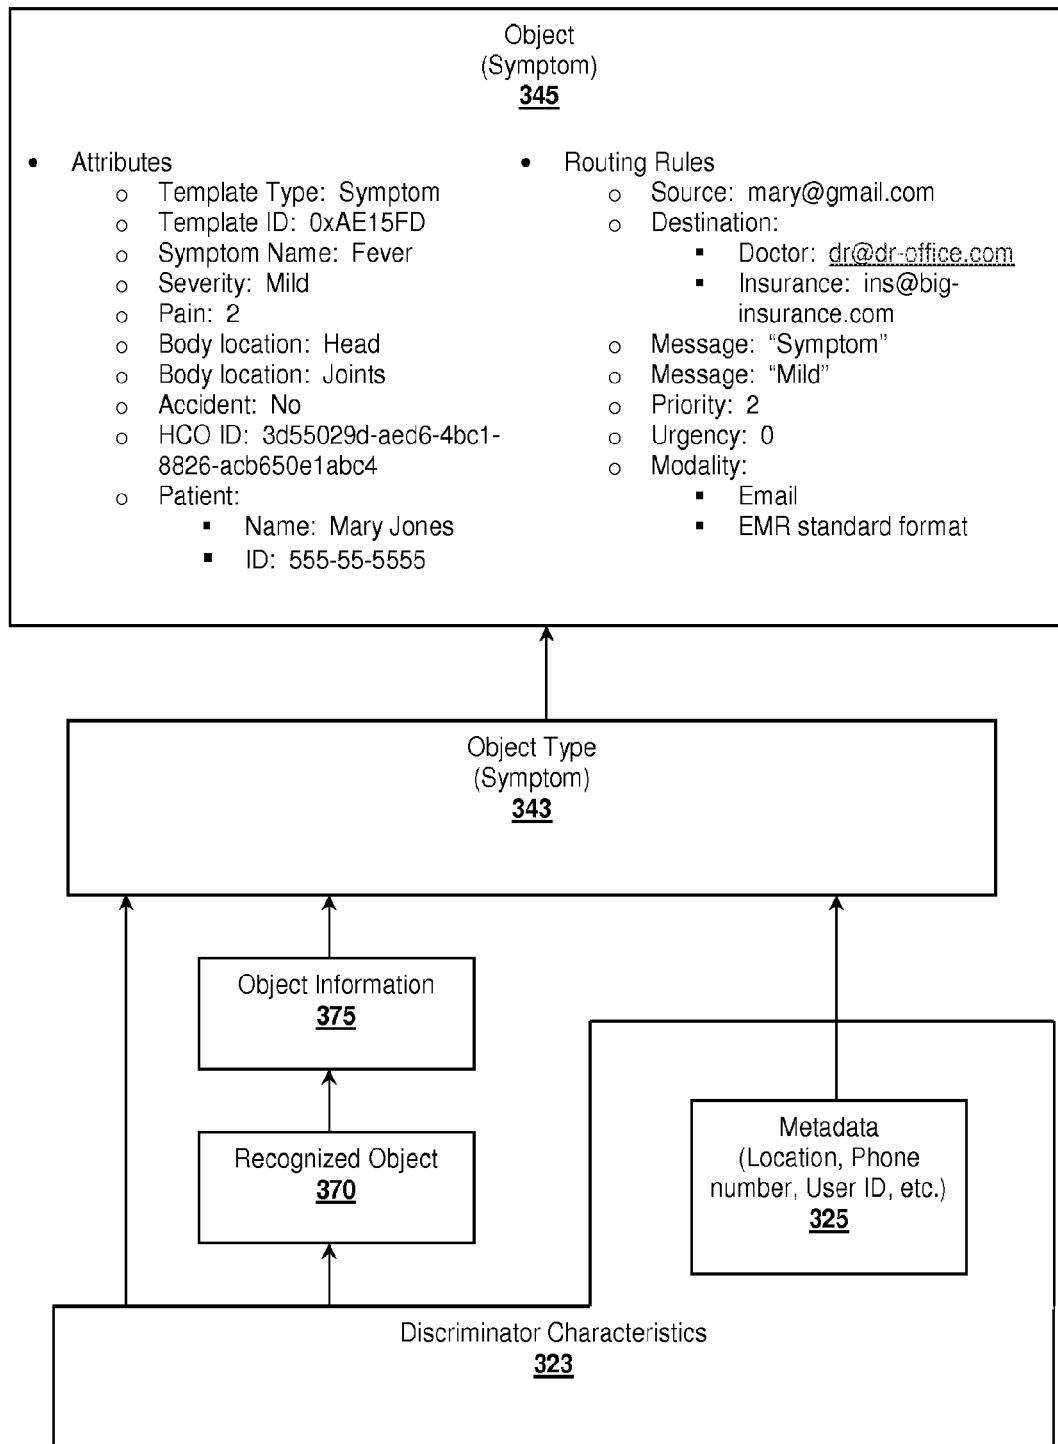 Object
(Symptom)
345
• Attributes
o Template Type: Symptom
o Template ID: 0xAE15FD
o Symptom Name: Fever
o Severity: Mild
o Pain: 2
o Body location: Head
o Body location: Joints
o Accident: No
o HCO ID: 3d55029d-aed6-4bc1-
8826-acb650e1abc4
o Patient:
▪ Name: Mary Jones
▪ ID: 555-55-5555
• Routing Rules
o Source: mary@gmail.com
o Destination:
▪ Doctor: dr@dr-office.com
▪ Insurance: ins@big-
insurance.com
o Message: “Symptom”
o Message: “Mild”
o Priority: 2
o Urgency: 0
o Modality:
▪ Email
▪ EMR standard format
Object Type
(Symptom)
343
Object Information
375
Recognized Object
370
Metadata
(Location, Phone
number, User ID, etc.)
325
Discriminator Characteristics
323